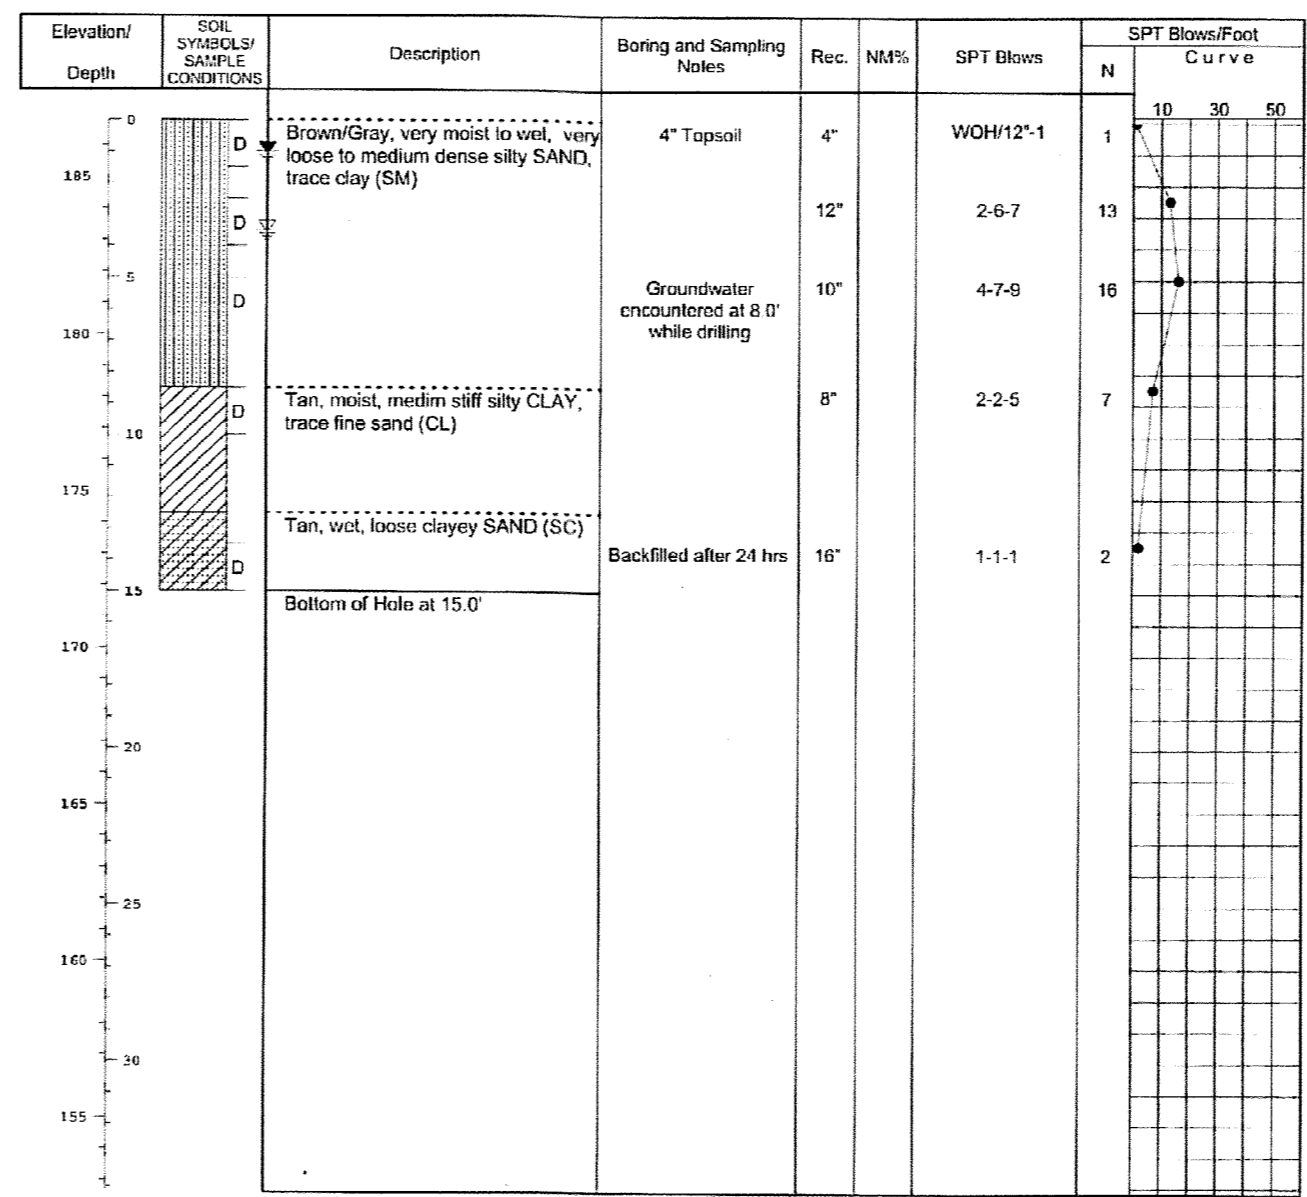 Elevation/
Depth
SOIL
SYMBOLS/
SAMPLE
CONDITIONS
Description
Boring and Sampling
Notes
Rec.
NM%
SPT Blows
SPT Blows/Foot
N
Curve
10 30 50
0
D
Brown/Gray, very moist to wet, very
loose to medium dense silty SAND,
trace clay (SM)
4" Topsoil
4"
WOH/12"-1
1
185
D
12"
2-6-7
13
5
D
Groundwater
encountered at 8.0'
while drilling
10"
4-7-9
16
180
D
Tan, moist, medim stiff silty CLAY,
trace fine sand (CL)
8"
2-2-5
7
10
175
Tan, wet, loose clayey SAND (SC)
D
Backfilled after 24 hrs
16"
1-1-1
2
15
Bottom of Hole at 15.0'
170
20
165
25
160
30
155